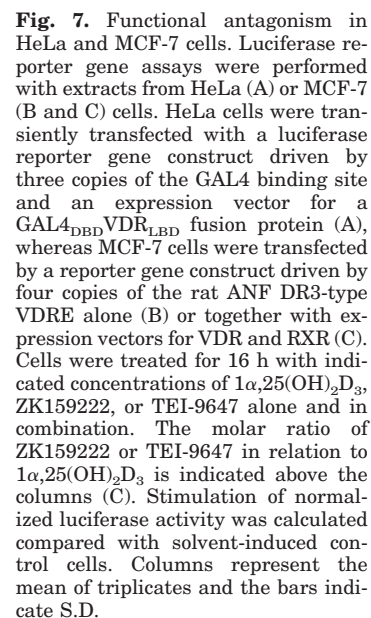 Fig. 7. Functional antagonism in
HeLa and MCF-7 cells. Luciferase re-
porter gene assays were performed
with extracts from HeLa (A) or MCF-7
(B and C) cells. HeLa cells were tran-
siently transfected with a luciferase
reporter gene construct driven by
three copies of the GAL4 binding site
and an expression vector for a
GAL4DBDVDRLBD fusion protein (A),
whereas MCF-7 cells were transfected
by a reporter gene construct driven by
four copies of the rat ANF DR3-type
VDRE alone (B) or together with ex-
pression vectors for VDR and RXR (C).
Cells were treated for 16 h with indi-
cated concentrations of 1α,25(OH)₂D₃,
ZK159222, or TEI-9647 alone and in
combination. The molar ratio of
ZK159222 or TEI-9647 in relation to
1α,25(OH)₂D₃ is indicated above the
columns (C). Stimulation of normal-
ized luciferase activity was calculated
compared with solvent-induced con-
trol cells. Columns represent the
mean of triplicates and the bars indi-
cate S.D.